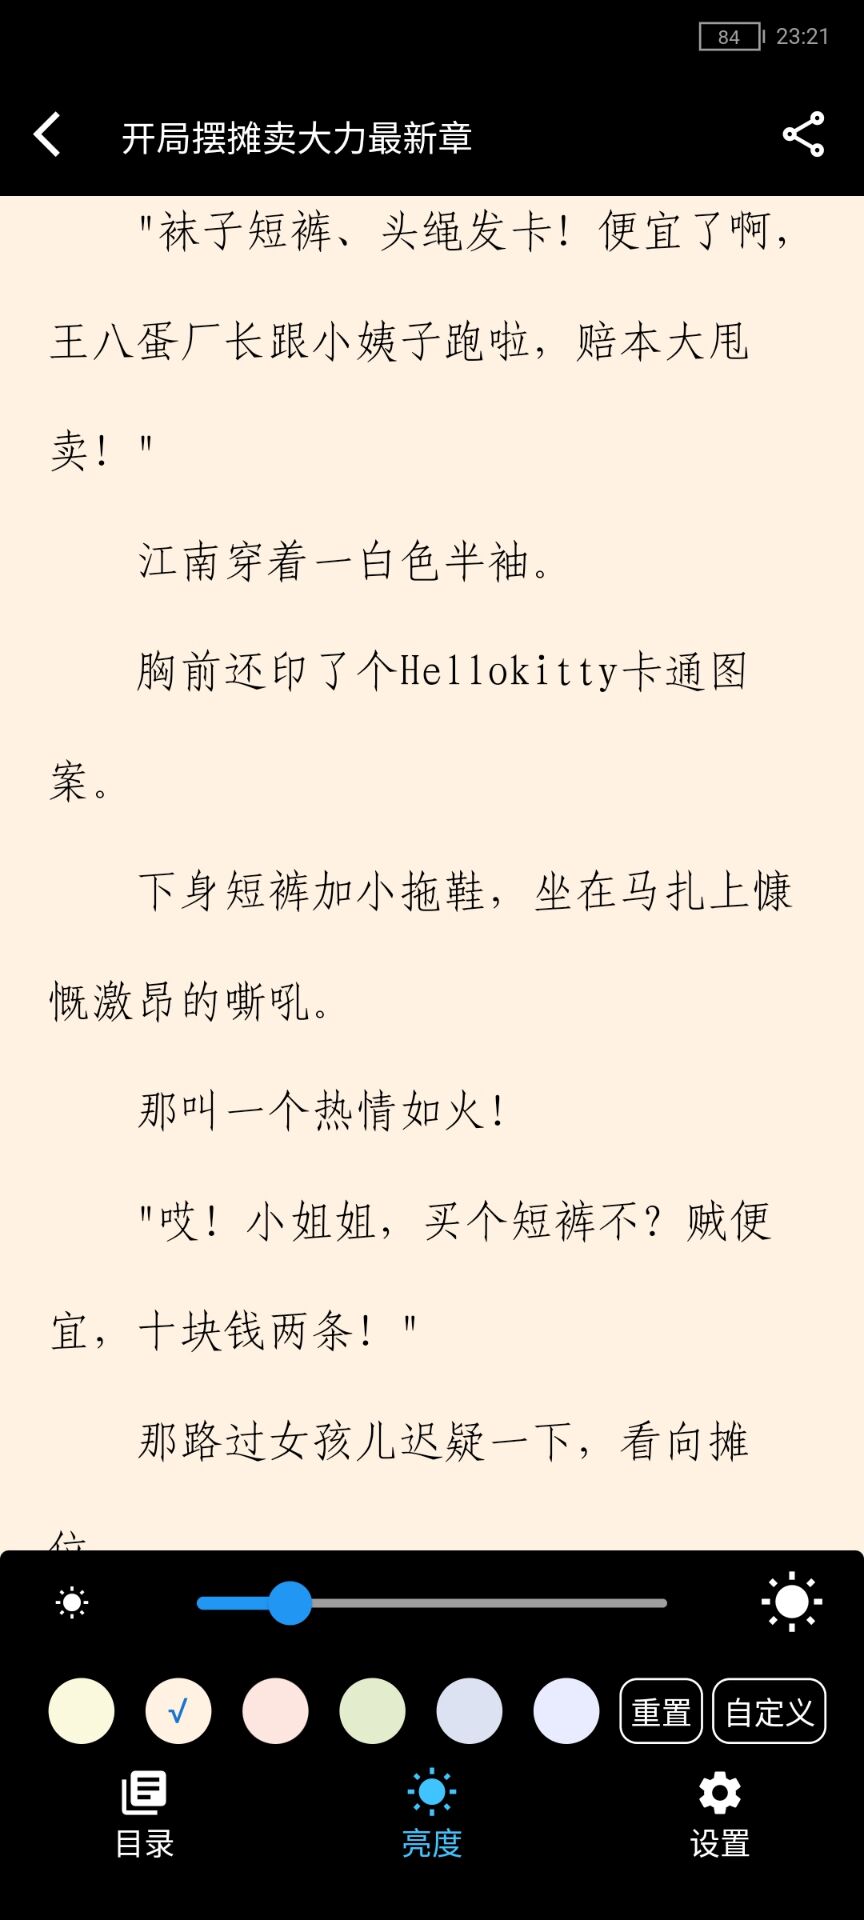 84 23:21
开局摆摊卖大力最新章
"袜子短裤、头绳发卡！便宜了啊，
王八蛋厂长跟小姨子跑啦，赔本大甩
卖！"
江南穿着一白色半袖。
胸前还印了个Hellokitty卡通图
案。
下身短裤加小拖鞋，坐在马扎上慷
慨激昂的嘶吼。
那叫一个热情如火！
"哎！小姐姐，买个短裤不？贼便
宜，十块钱两条！"
那路过女孩儿迟疑一下，看向摊
√
重置 自定义
目录 亮度 设置